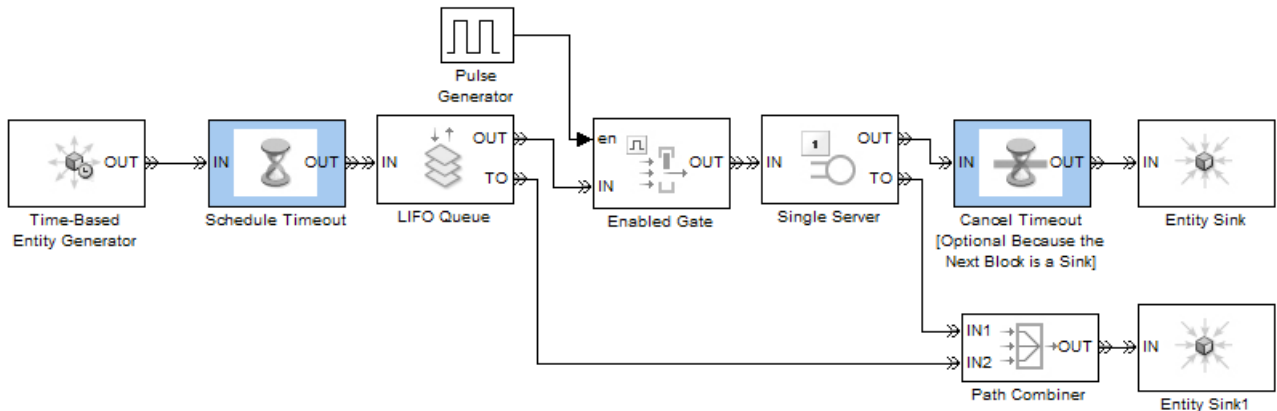 Pulse
Generator
OUT
Time-Based
Entity Generator
IN
OUT
Schedule Timeout
IN
OUT
TO
LIFO Queue
en
IN
OUT
Enabled Gate
1
IN
OUT
TO
Single Server
IN
OUT
Cancel Timeout
[Optional Because the
Next Block is a Sink]
IN
Entity Sink
IN1
IN2
OUT
Path Combiner
IN
Entity Sink1